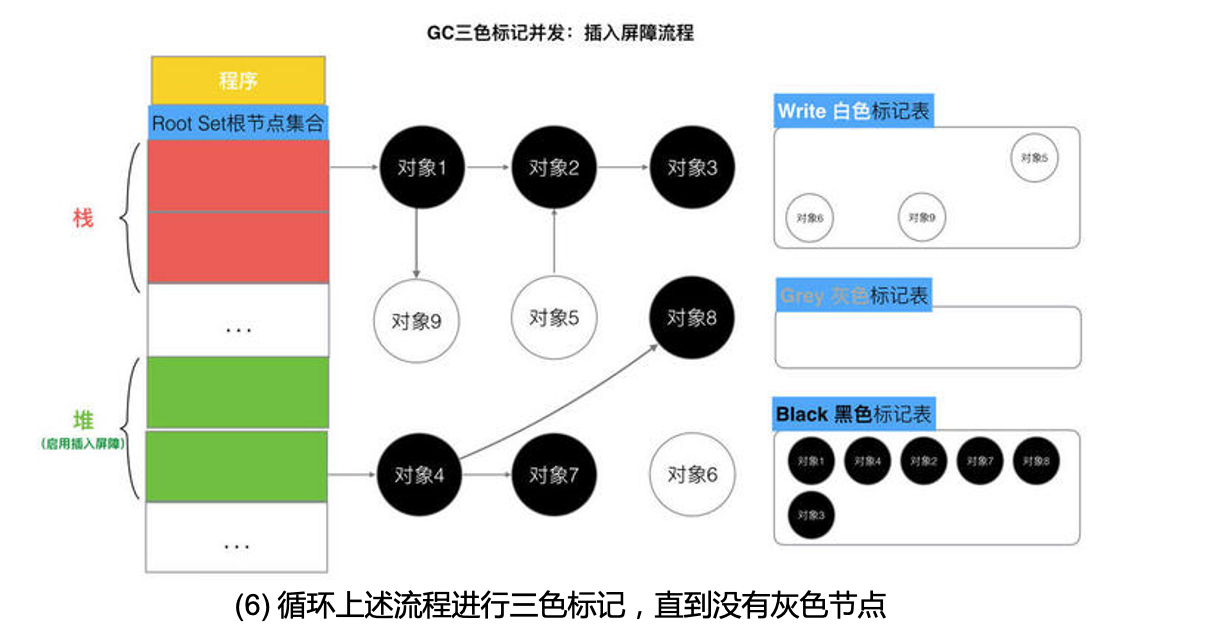 GC三色标记并发：插入屏障流程
程序
Root Set根节点集合
栈
...
堆
(启用插入屏障)
...
对象1
对象2
对象3
对象9
对象5
对象8
对象4
对象7
对象6
Write 白色标记表
对象5
对象6
对象9
Grey 灰色标记表
Black 黑色标记表
对象1
对象4
对象2
对象7
对象8
对象3
(6) 循环上述流程进行三色标记，直到没有灰色节点